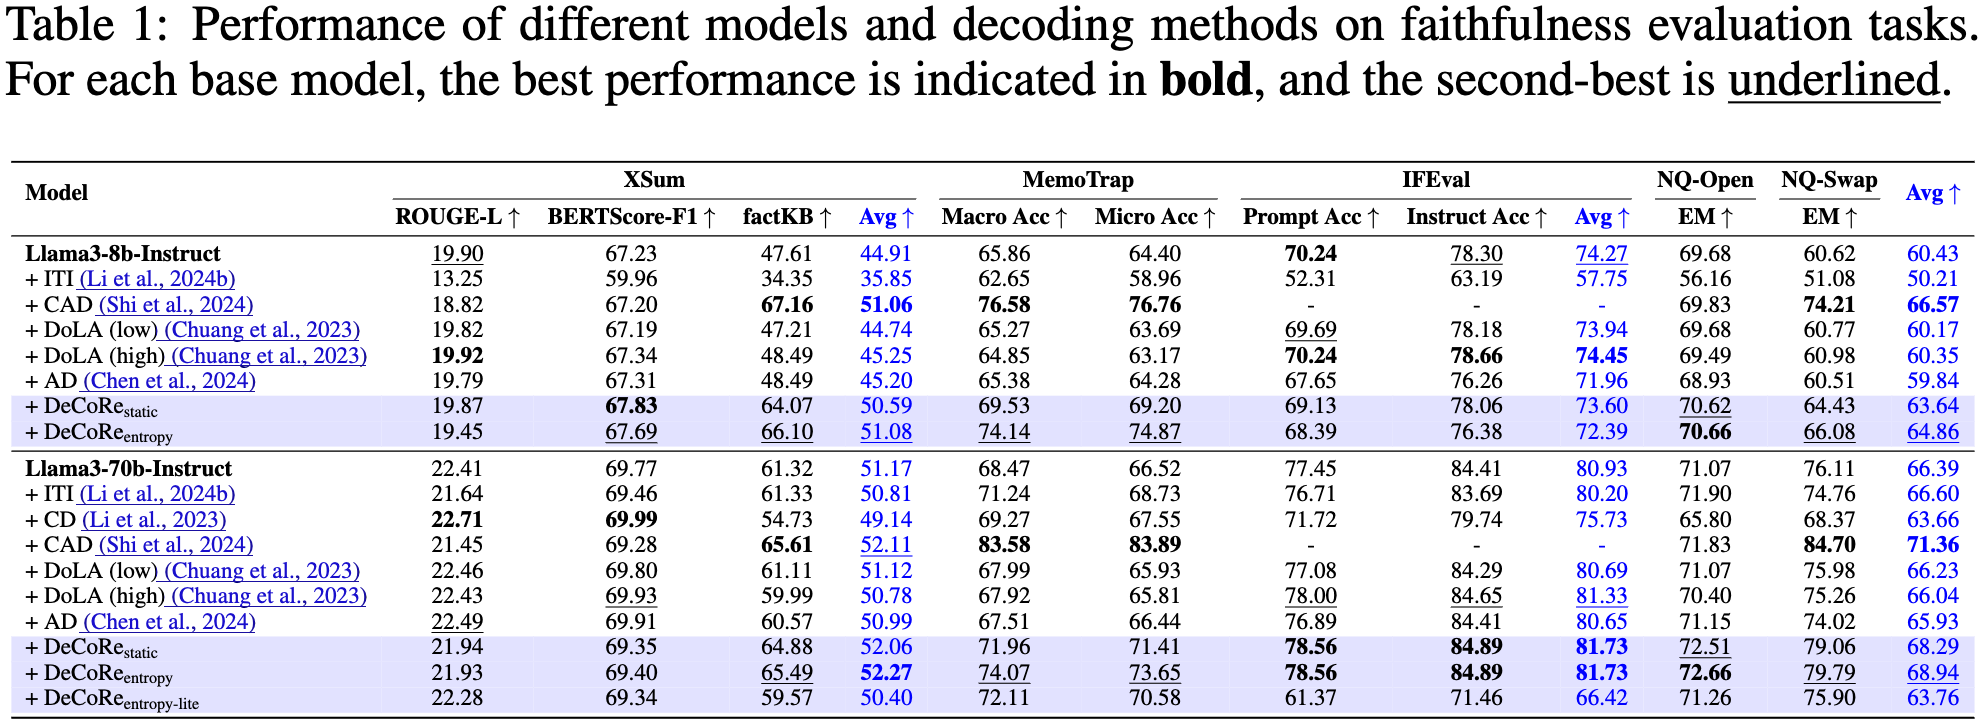 Table 1: Performance of different models and decoding methods on faithfulness evaluation tasks.
For each base model, the best performance is indicated in bold, and the second-best is underlined.
Model XSum MemoTrap IFEval NQ-Open NQ-Swap Avg ↑
ROUGE-L ↑ BERTScore-F1 ↑ factKB ↑ Avg ↑ Macro Acc ↑ Micro Acc ↑ Prompt Acc ↑ Instruct Acc ↑ Avg ↑ EM ↑ EM ↑
Llama3-8b-Instruct 19.90 67.23 47.61 44.91 65.86 64.40 70.24 78.30 74.27 69.68 60.62 60.43
+ ITI (Li et al., 2024b) 13.25 59.96 34.35 35.85 62.65 58.96 52.31 63.19 57.75 56.16 51.08 50.21
+ CAD (Shi et al., 2024) 18.82 67.20 67.16 51.06 76.58 76.76 - - - 69.83 74.21 66.57
+ DoLA (low) (Chuang et al., 2023) 19.82 67.19 47.21 44.74 65.27 63.69 69.69 78.18 73.94 69.68 60.77 60.17
+ DoLA (high) (Chuang et al., 2023) 19.92 67.34 48.49 45.25 64.85 63.17 70.24 78.66 74.45 69.49 60.98 60.35
+ AD (Chen et al., 2024) 19.79 67.31 48.49 45.20 65.38 64.28 67.65 76.26 71.96 68.93 60.51 59.84
+ DeCoRe static 19.87 67.83 64.07 50.59 69.53 69.20 69.13 78.06 73.60 70.62 64.43 63.64
+ DeCoRe entropy 19.45 67.69 66.10 51.08 74.14 74.87 68.39 76.38 72.39 70.66 66.08 64.86
Llama3-70b-Instruct 22.41 69.77 61.32 51.17 68.47 66.52 77.45 84.41 80.93 71.07 76.11 66.39
+ ITI (Li et al., 2024b) 21.64 69.46 61.33 50.81 71.24 68.73 76.71 83.69 80.20 71.90 74.76 66.60
+ CD (Li et al., 2023) 22.71 69.99 54.73 49.14 69.27 67.55 71.72 79.74 75.73 65.80 68.37 63.66
+ CAD (Shi et al., 2024) 21.45 69.28 65.61 52.11 83.58 83.89 - - - 71.83 84.70 71.36
+ DoLA (low) (Chuang et al., 2023) 22.46 69.80 61.11 51.12 67.99 65.93 77.08 84.29 80.69 71.07 75.98 66.23
+ DoLA (high) (Chuang et al., 2023) 22.43 69.93 59.99 50.78 67.92 65.81 78.00 84.65 81.33 70.40 75.26 66.04
+ AD (Chen et al., 2024) 22.49 69.91 60.57 50.99 67.51 66.44 76.89 84.41 80.65 71.15 74.02 65.93
+ DeCoRe static 21.94 69.35 64.88 52.06 71.96 71.41 78.56 84.89 81.73 72.51 79.06 68.29
+ DeCoRe entropy 21.93 69.40 65.49 52.27 74.07 73.65 78.56 84.89 81.73 72.66 79.79 68.94
+ DeCoRe entropy-lite 22.28 69.34 59.57 50.40 72.11 70.58 61.37 71.46 66.42 71.26 75.90 63.76